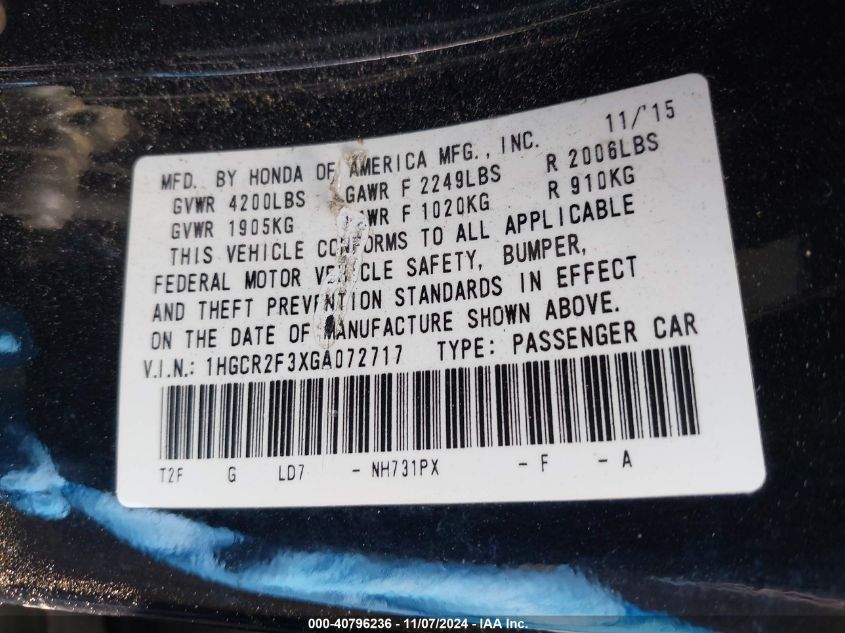 11/'15
MFD. BY HONDA OF AMERICA MFG., INC.
GVWR 4200LBS GAWR F 2249LBS R 2006LBS
GVWR 1905KG GAWR F 1020KG R 910KG
THIS VEHICLE CONFORMS TO ALL APPLICABLE
FEDERAL MOTOR VEHICLE SAFETY, BUMPER,
AND THEFT PREVENTION STANDARDS IN EFFECT
ON THE DATE OF MANUFACTURE SHOWN ABOVE.
V.I.N.: 1HGCR2F3XGA072717 TYPE: PASSENGER CAR
T2F G LD7 - NH731PX - F - A
000-40796236 - 11/07/2024 - IAA Inc.